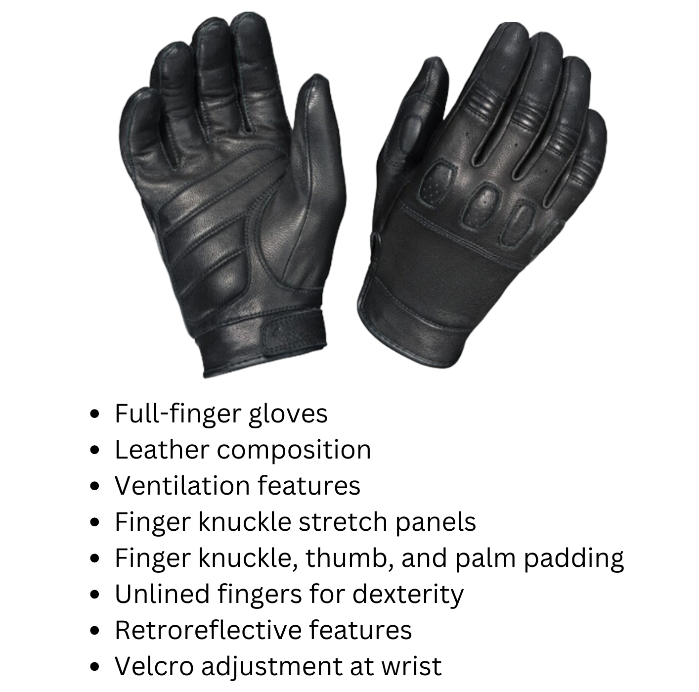 Full-finger gloves
Leather composition
Ventilation features
Finger knuckle stretch panels
Finger knuckle, thumb, and palm padding
Unlined fingers for dexterity
Retroreflective features
Velcro adjustment at wrist